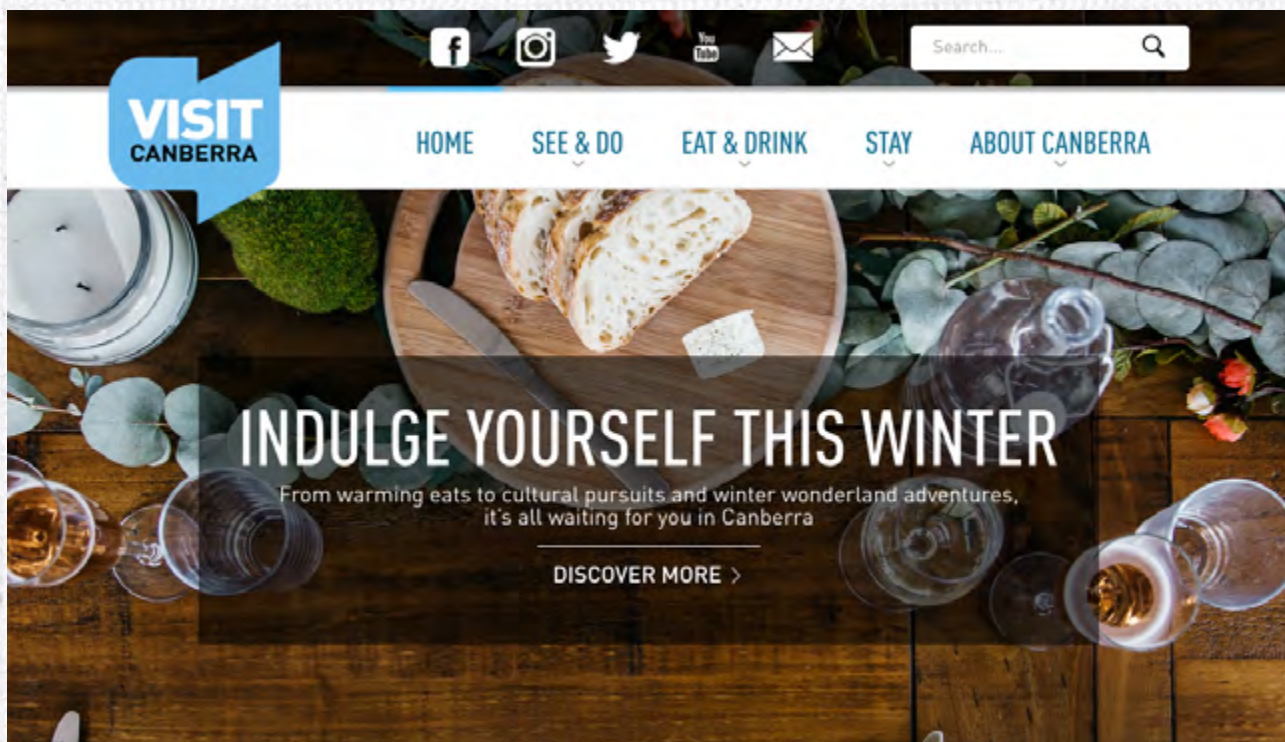 f
You
Tube
Search...
VISIT
CANBERRA
HOME
SEE & DO
EAT & DRINK
STAY
ABOUT CANBERRA
INDULGE YOURSELF THIS WINTER
From warming eats to cultural pursuits and winter wonderland adventures,
it's all waiting for you in Canberra
DISCOVER MORE >